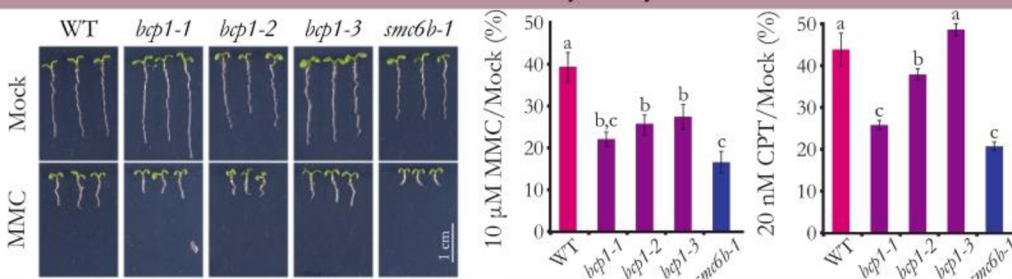 WT bcp1-1 bcp1-2 bcp1-3 smc6b-1
Mock
MMC
1 cm
10 µM MMC/Mock (%)
50
40
30
20
10
0
a
b,c
b
b
c
WT bcp1-1 bcp1-2 bcp1-3 smc6b-1
20 nM CPT/Mock (%)
50
40
30
20
10
0
a
c
b
a
c
WT bcp1-1 bcp1-2 bcp1-3 smc6b-1